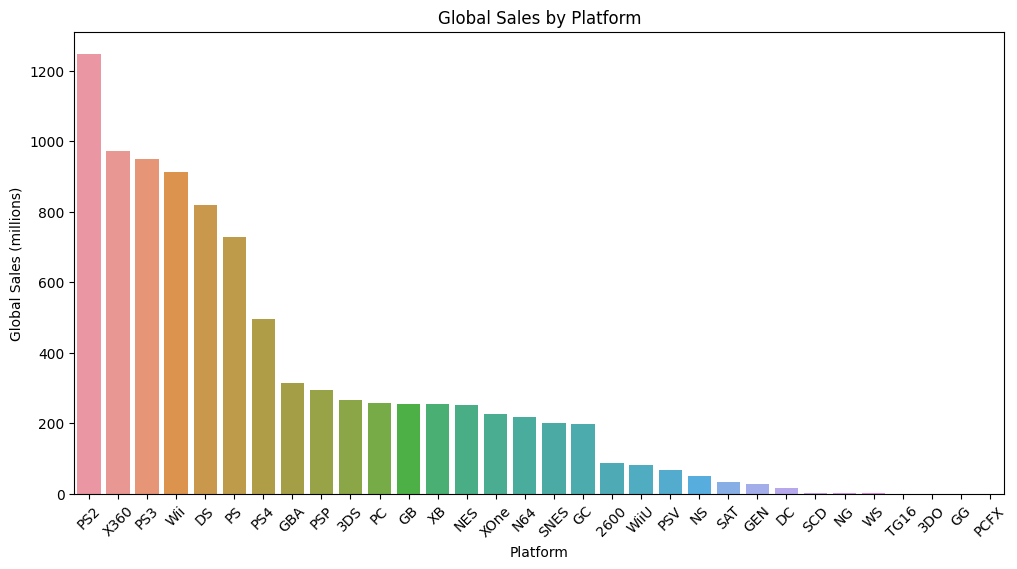 Global Sales by Platform
Global Sales (millions)
1200
1000
800
600
400
200
0
PS2 X360 PS3 Wii DS PS PS4 GBA PSP 3DS PC GB XB NES XOne N64 SNES GC 2600 WiiU PSV NS SAT GEN DC SCD NG WS TG16 3DO GG PCFX
Platform